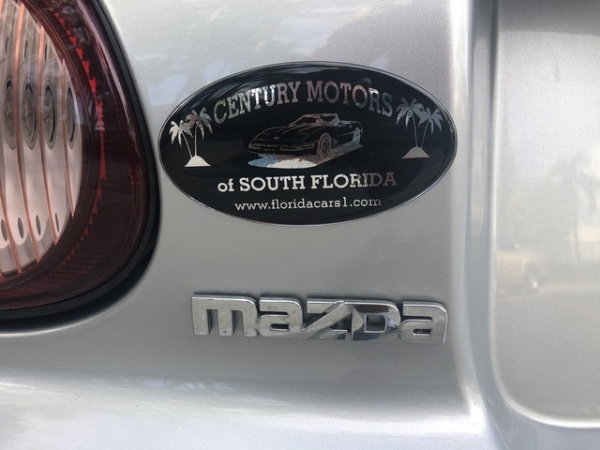 CENTURY MOTORS
of SOUTH FLORIDA
www.floridacars1.com
mazda